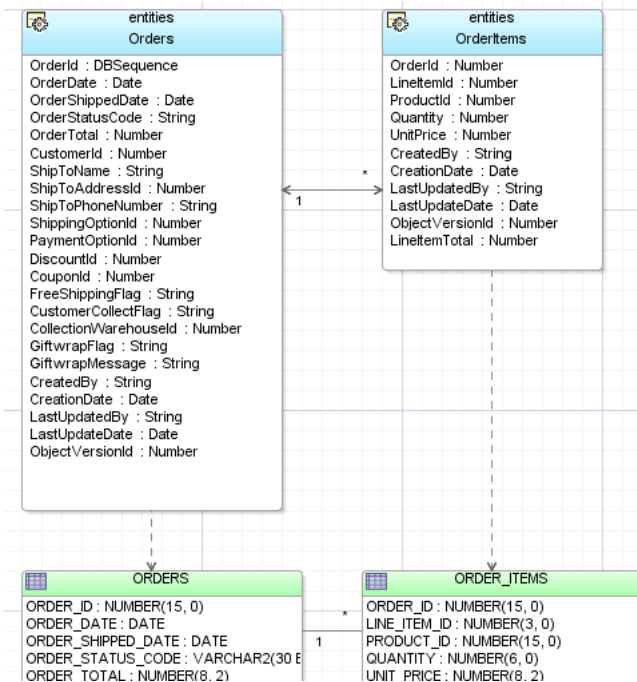 entities
Orders
OrderId : DBSequence
OrderDate : Date
OrderShippedDate : Date
OrderStatusCode : String
OrderTotal : Number
CustomerId : Number
ShipToName : String
ShipToAddressId : Number
ShipToPhoneNumber : String
ShippingOptionId : Number
PaymentOptionId : Number
DiscountId : Number
CouponId : Number
FreeShippingFlag : String
CustomerCollectFlag : String
CollectionWarehouseId : Number
GiftwrapFlag : String
GiftwrapMessage : String
CreatedBy : String
CreationDate : Date
LastUpdatedBy : String
LastUpdateDate : Date
ObjectVersionId : Number
1
*
entities
OrderItems
OrderId : Number
LineItemId : Number
ProductId : Number
Quantity : Number
UnitPrice : Number
CreatedBy : String
CreationDate : Date
LastUpdatedBy : String
LastUpdateDate : Date
ObjectVersionId : Number
LineItemTotal : Number
ORDERS
ORDER_ID : NUMBER(15, 0)
ORDER_DATE : DATE
ORDER_SHIPPED_DATE : DATE
ORDER_STATUS_CODE : VARCHAR2(30 B
ORDER_TOTAL : NUMBER(8, 2)
*
1
ORDER_ITEMS
ORDER_ID : NUMBER(15, 0)
LINE_ITEM_ID : NUMBER(3, 0)
PRODUCT_ID : NUMBER(15, 0)
QUANTITY : NUMBER(6, 0)
UNIT_PRICE : NUMBER(8, 2)